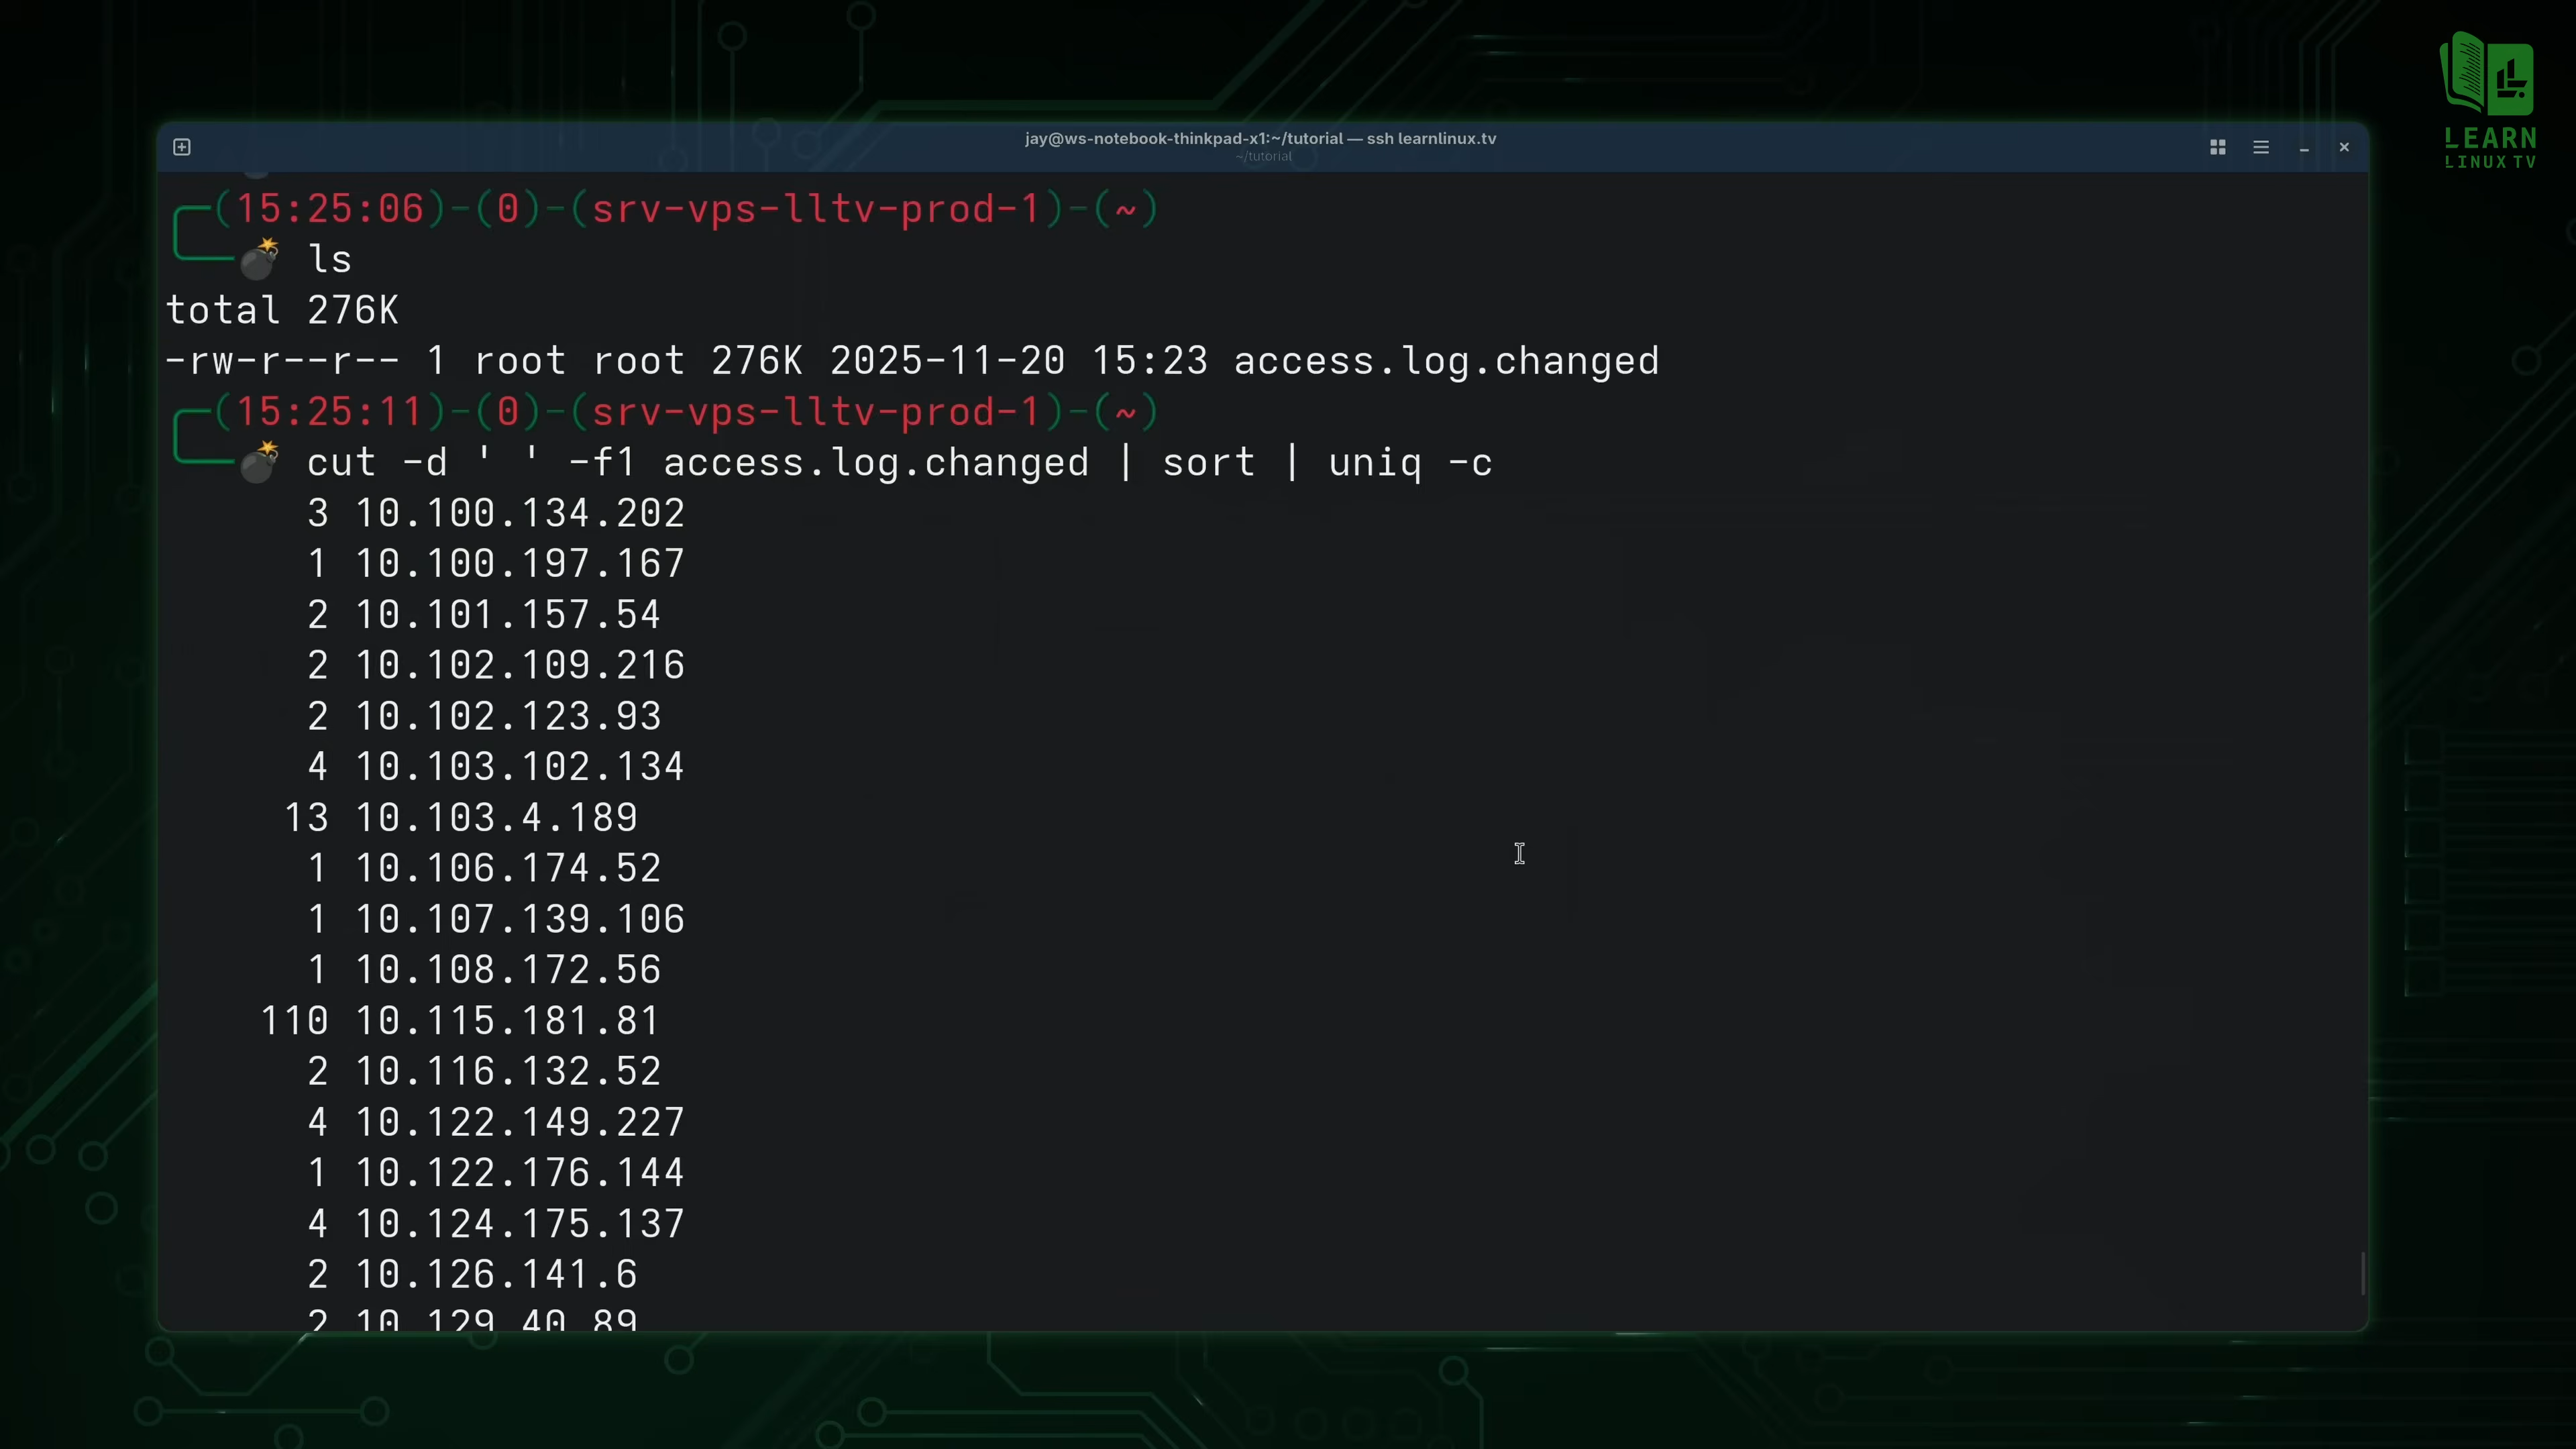 jay@ws-notebook-thinkpad-x1:~/tutorial — ssh learnlinux.tv
~/tutorial
LEARN
LINUX TV
(15:25:06)-(0)-(srv-vps-lltv-prod-1)-(~)
ls
total 276K
-rw-r--r-- 1 root root 276K 2025-11-20 15:23 access.log.changed
(15:25:11)-(0)-(srv-vps-lltv-prod-1)-(~)
cut -d ' ' -f1 access.log.changed | sort | uniq -c
3 10.100.134.202
1 10.100.197.167
2 10.101.157.54
2 10.102.109.216
2 10.102.123.93
4 10.103.102.134
13 10.103.4.189
1 10.106.174.52
1 10.107.139.106
1 10.108.172.56
110 10.115.181.81
2 10.116.132.52
4 10.122.149.227
1 10.122.176.144
4 10.124.175.137
2 10.126.141.6
2 10.129.40.89